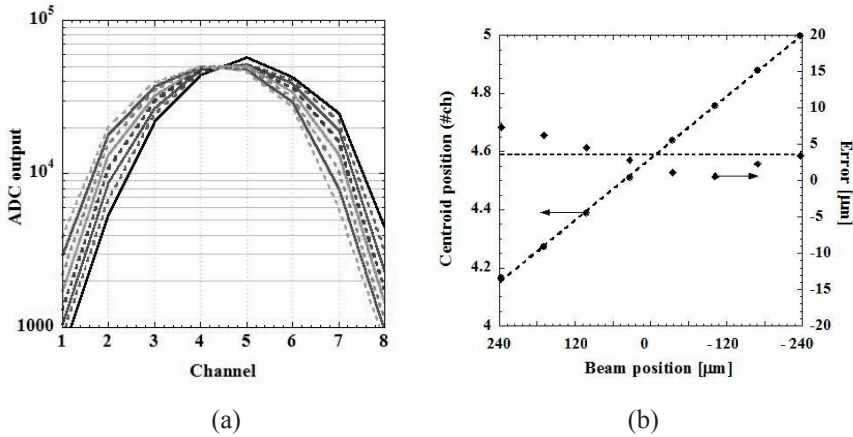 10^5
10^4
1000
ADC output
1 2 3 4 5 6 7 8
Channel
(a)
5
4.8
4.6
4.4
4.2
4
Centroid position (#ch)
20
15
10
5
0
-5
-10
-15
-20
Error [μm]
240 120 0 -120 -240
Beam position [μm]
(b)